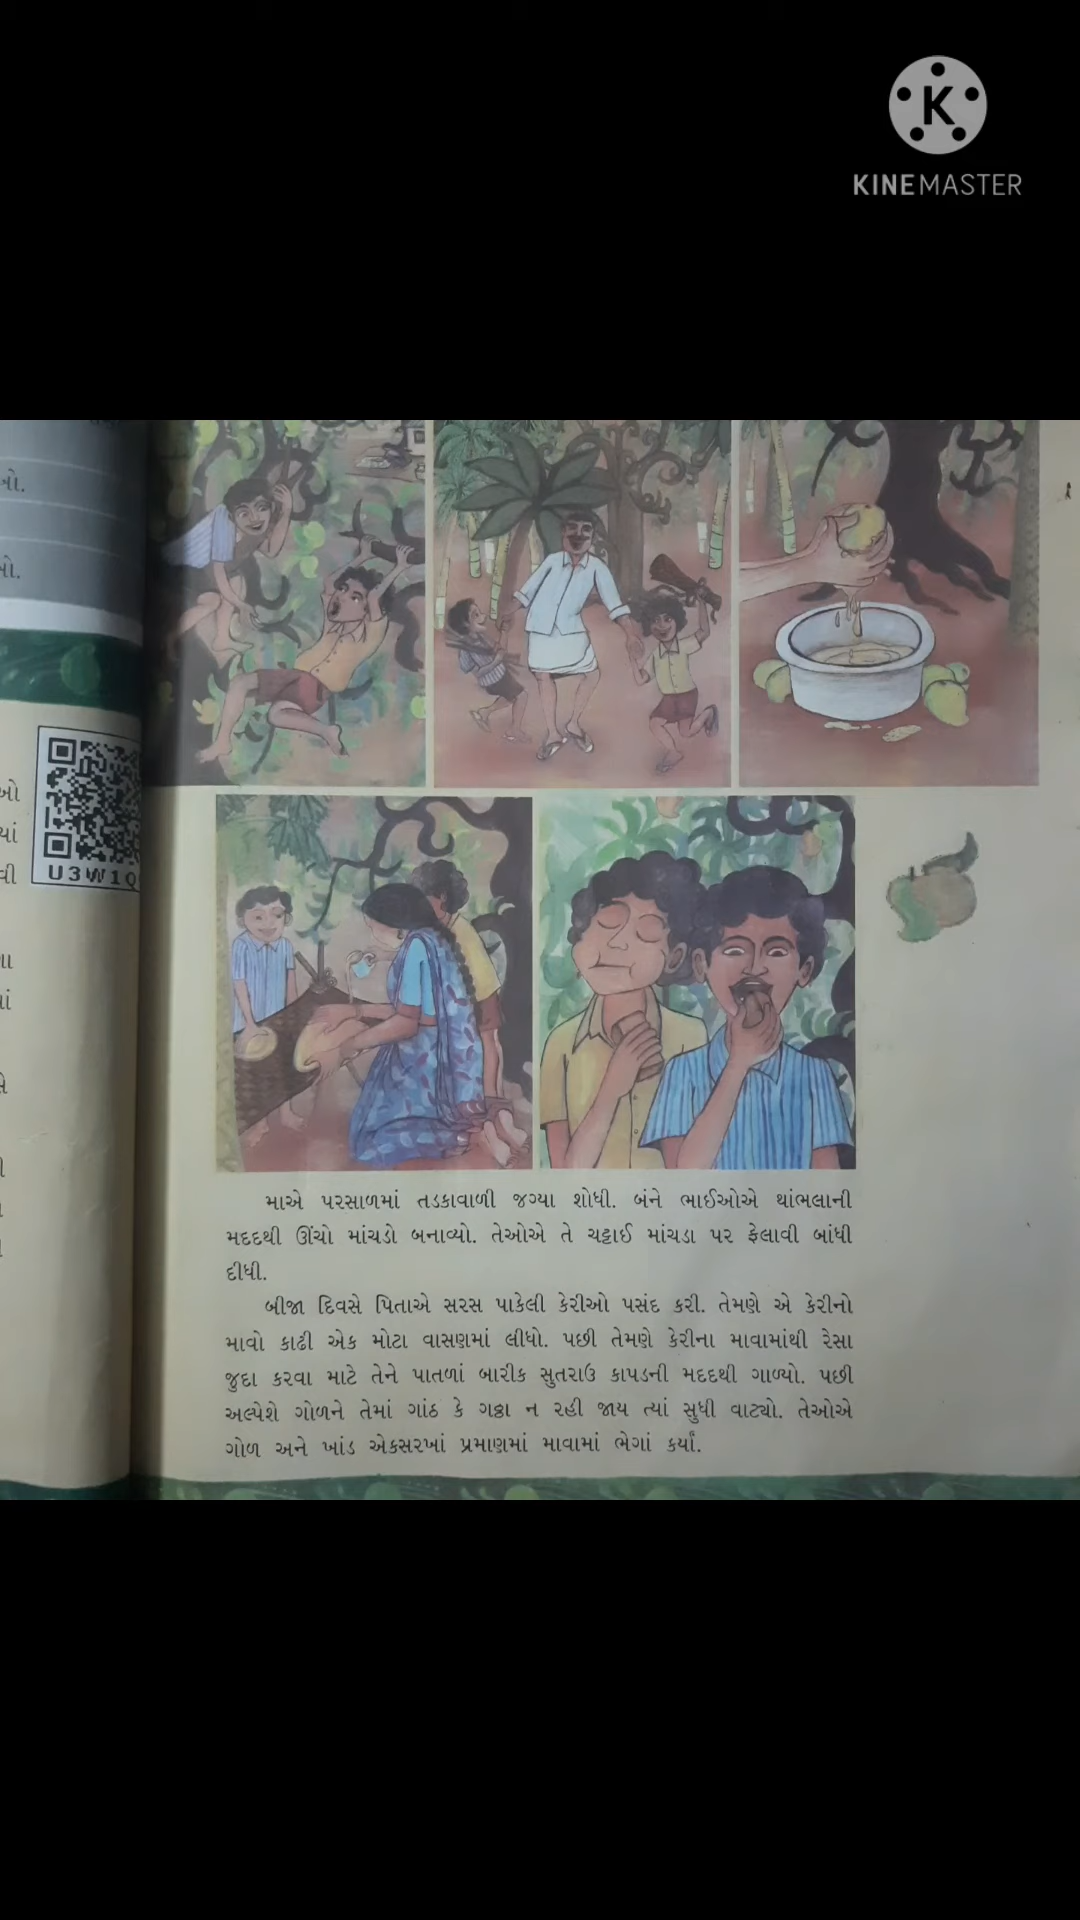 KINEMASTER
ખો.
ખો.
U3W1Q
માએ પરસાળમાં તડકાવાળી જગ્યા શોધી. બંને ભાઈઓએ થાંભલાની
મદદથી ઊંચો માંચડો બનાવ્યો. તેઓએ તે ચટ્ટાઈ માંચડા પર ફેલાવી બાંધી
દીધી.
બીજા દિવસે પિતાએ સરસ પાકેલી કેરીઓ પસંદ કરી. તેમણે એ કેરીનો
માવો કાઢી એક મોટા વાસણમાં લીધો. પછી તેમણે કેરીના માવામાંથી રેસા
જુદા કરવા માટે તેને પાતળાં બારીક સુતરાઉ કાપડની મદદથી ગાળ્યો. પછી
અલ્પેશે ગોળને તેમાં ગાંઠ કે ગઠ્ઠા ન રહી જાય ત્યાં સુધી વાટ્યો. તેઓએ
ગોળ અને ખાંડ એકસરખાં પ્રમાણમાં માવામાં ભેગાં કર્યાં.